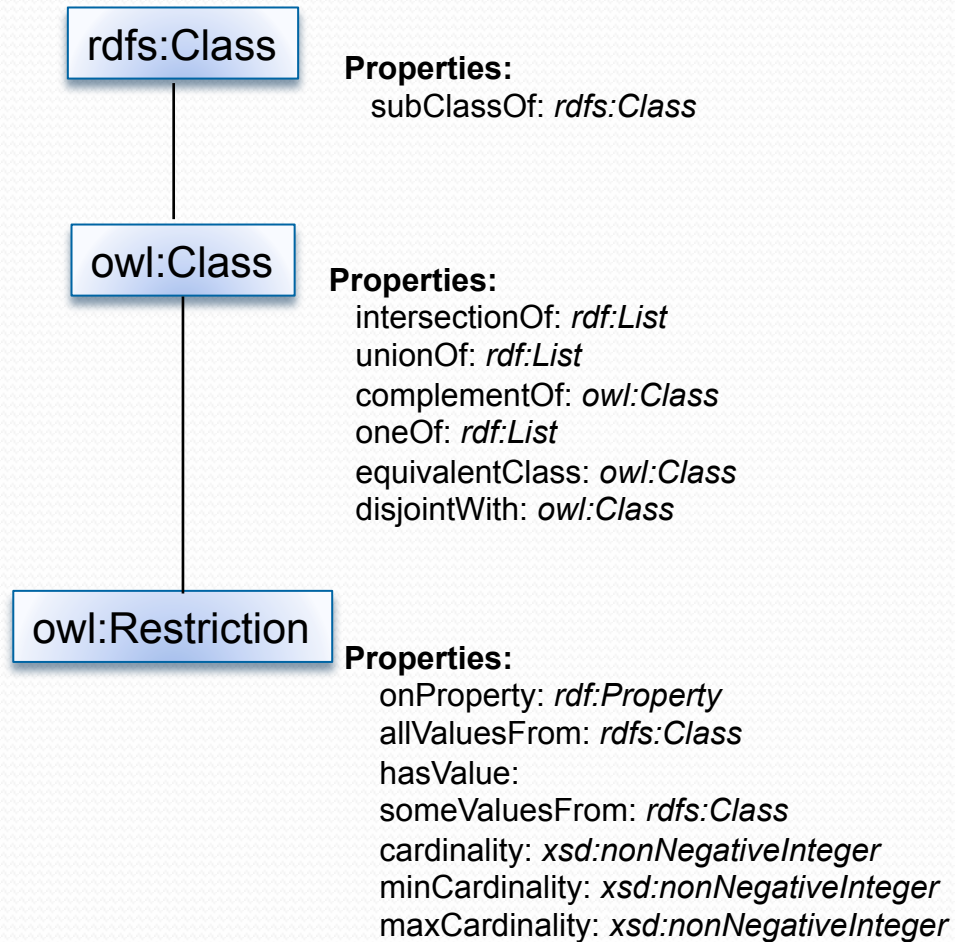 rdfs:Class
Properties:
subClassOf: rdfs:Class
owl:Class
Properties:
intersectionOf: rdf:List
unionOf: rdf:List
complementOf: owl:Class
oneOf: rdf:List
equivalentClass: owl:Class
disjointWith: owl:Class
owl:Restriction
Properties:
onProperty: rdf:Property
allValuesFrom: rdfs:Class
hasValue:
someValuesFrom: rdfs:Class
cardinality: xsd:nonNegativeInteger
minCardinality: xsd:nonNegativeInteger
maxCardinality: xsd:nonNegativeInteger